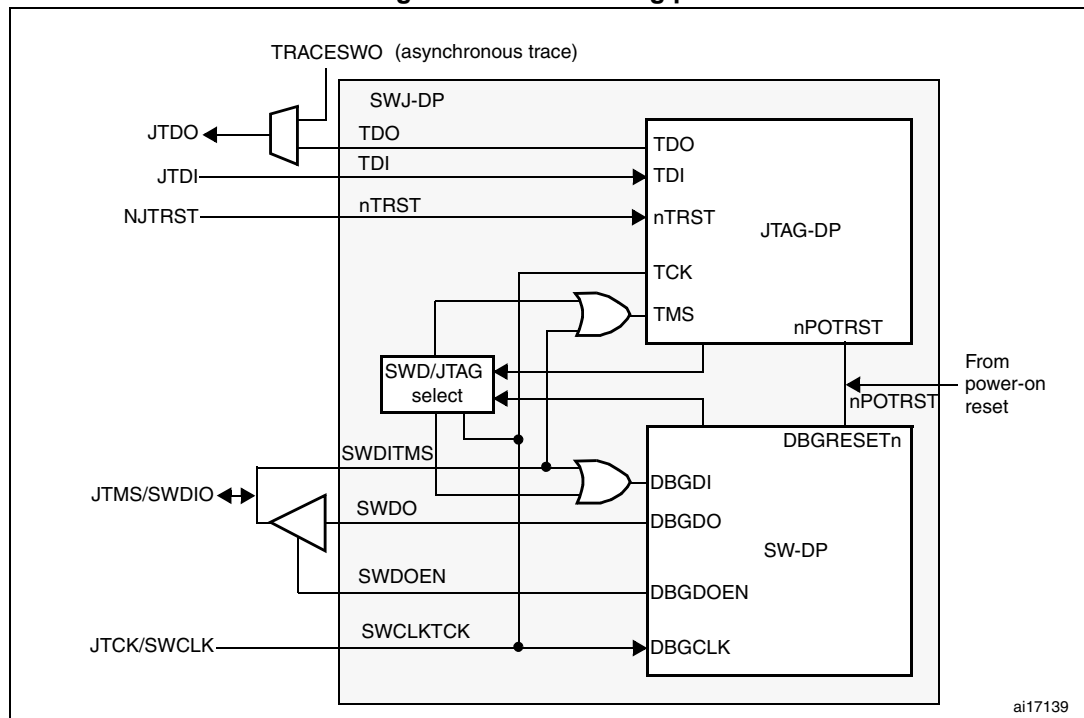 TRACESWO (asynchronous trace)
SWJ-DP
JTDO
TDO
TDO
JTDI
TDI
TDI
NJTRST
nTRST
nTRST
JTAG-DP
TCK
TMS
nPOTRST
SWD/JTAG
select
From
power-on
reset
nPOTRST
DBGRESETn
SWDITMS
DBGDI
JTMS/SWDIO
SWDO
DBGDO
SW-DP
SWDOEN
DBGDOEN
JTCK/SWCLK
SWCLKTCK
DBGCLK
ai17139